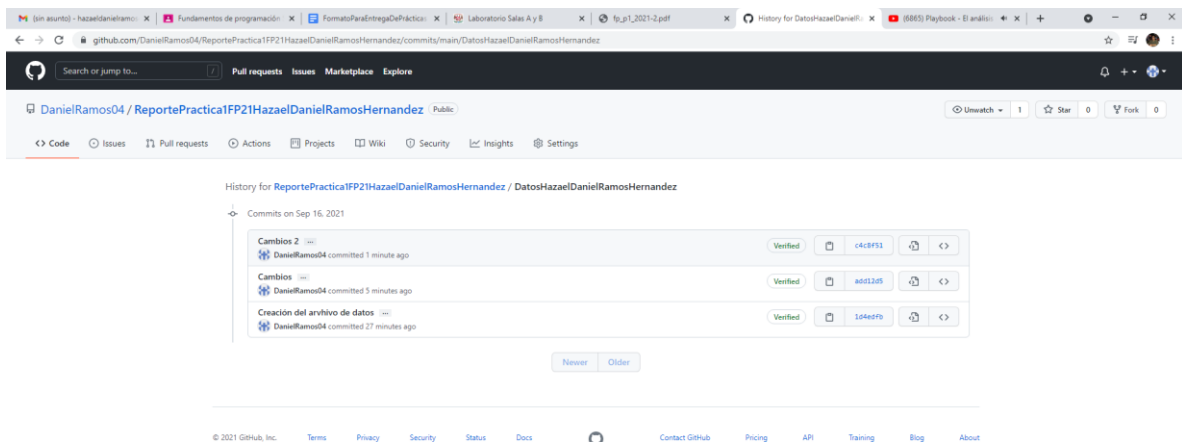 (sin asunto) - hazaeldanielramos
Fundamentos de programación
FormatoParaEntregaDePrácticas
Laboratorio Salas A y B
fp_p1_2021-2.pdf
History for DatosHazaelDanielRa
(6865) Playbook - El análisis
github.com/DanielRamos04/ReportePractica1FP21HazaelDanielRamosHernandez/commits/main/DatosHazaelDanielRamosHernandez
Search or jump to... / Pull requests Issues Marketplace Explore
DanielRamos04 / ReportePractica1FP21HazaelDanielRamosHernandez Public
Unwatch 1 Star 0 Fork 0
Code Issues Pull requests Actions Projects Wiki Security Insights Settings
History for ReportePractica1FP21HazaelDanielRamosHernandez / DatosHazaelDanielRamosHernandez
Commits on Sep 16, 2021
Cambios 2 ...
DanielRamos04 committed 1 minute ago
Verified c4c8f51
Cambios ...
DanielRamos04 committed 5 minutes ago
Verified add12d5
Creación del arvhivo de datos ...
DanielRamos04 committed 27 minutes ago
Verified 1d4edfb
Newer Older
© 2021 GitHub, Inc. Terms Privacy Security Status Docs Contact GitHub Pricing API Training Blog About